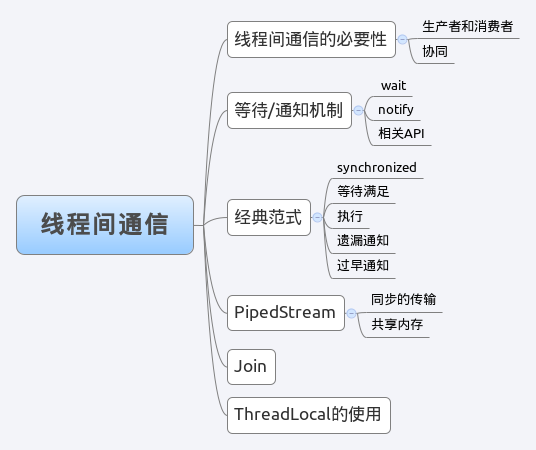 线程间通信
线程间通信的必要性
生产者和消费者
协同
等待/通知机制
wait
notify
相关API
经典范式
synchronized
等待满足
执行
遗漏通知
过早通知
PipedStream
同步的传输
共享内存
Join
ThreadLocal的使用